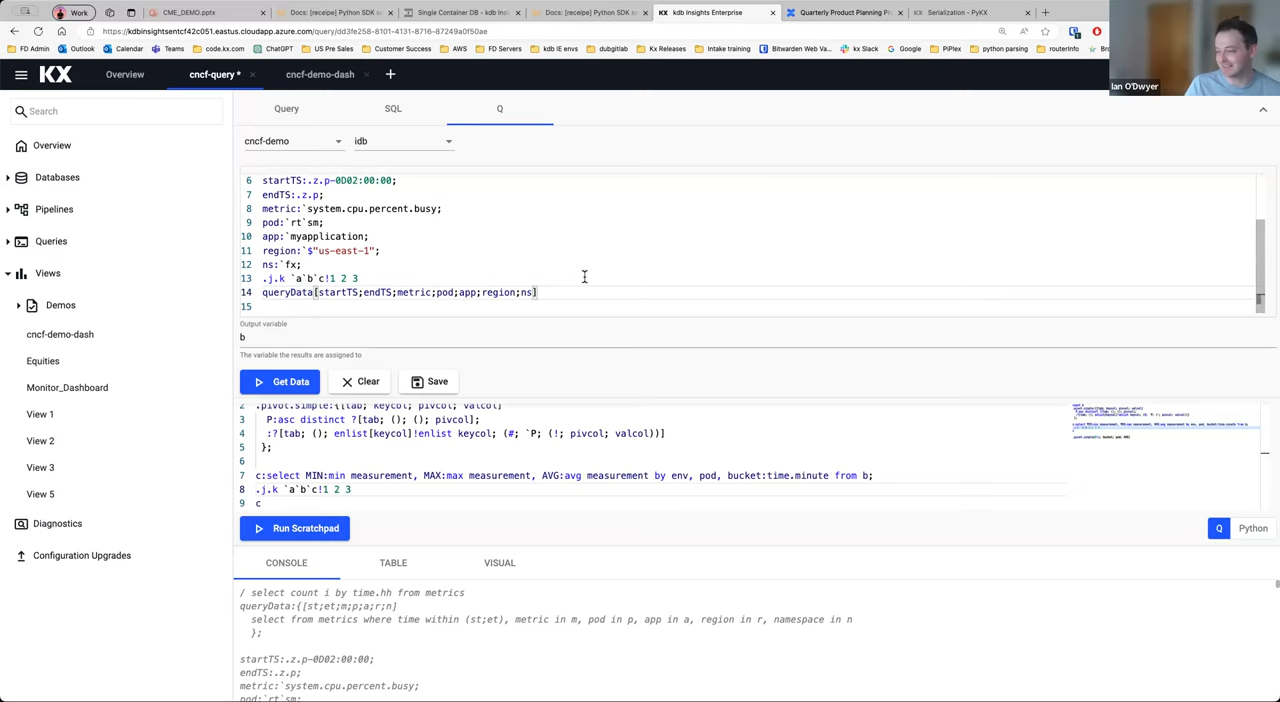 Work
CME_DEMO.pptx
Docs: [receipe] Python SDK s
Single Container DB - kdb Insi
Docs: [receipe] Python SDK s
kdb Insights Enterprise
Quarterly Product Planning Pr
Serialization - PyKX
https://kdbinsightsentcf42c051.eastus.cloudapp.azure.com/query/dd3fe258-8101-4131-8716-87249a0f50ae
FD Admin
Outlook
Calendar
Teams
code.kx.com
ChatGPT
US Pre Sales
Customer Success
AWS
FD Servers
kdb IE envs
dubgitlab
Kx Releases
Intake training
Bitwarden Web Va...
kx Slack
Google
PiPlex
python parsing
routerInfo
Bro
Ian O'Dwyer
KX
Overview
cncf-query *
cncf-demo-dash
Search
Overview
Databases
Pipelines
Queries
Views
Demos
cncf-demo-dash
Equities
Monitor_Dashboard
View 1
View 2
View 3
View 5
Diagnostics
Configuration Upgrades
Query
SQL
Q
cncf-demo
idb
6 startTS:.z.p-0D02:00:00;
7 endTS:.z.p;
8 metric:`system.cpu.percent.busy;
9 pod:`rt`sm;
10 app:`myapplication;
11 region:`$"us-east-1";
12 ns:`fx;
13 .j.k `a`b`c!1 2 3
14 queryData[startTS;endTS;metric;pod;app;region;ns]
15
Output variable
b
The variable the results are assigned to
Get Data
Clear
Save
2 .pivot.simple:{[tab; keycol; pivcol; valcol]
3 P:asc distinct ?[tab; (); (); pivcol];
4 :?[tab; (); enlist[keycol]!enlist keycol; (#; `P; (!; pivcol; valcol))]
5 };
6
7 c:select MIN:min measurement, MAX:max measurement, AVG:avg measurement by env, pod, bucket:time.minute from b;
8 .j.k `a`b`c!1 2 3
9 c
Run Scratchpad
Q
Python
CONSOLE
TABLE
VISUAL
/ select count i by time.hh from metrics
queryData:{[st;et;m;p;a;r;n]
select from metrics where time within (st;et), metric in m, pod in p, app in a, region in r, namespace in n
};
startTS:.z.p-0D02:00:00;
endTS:.z.p;
metric:`system.cpu.percent.busy;
pod:`rt`sm;